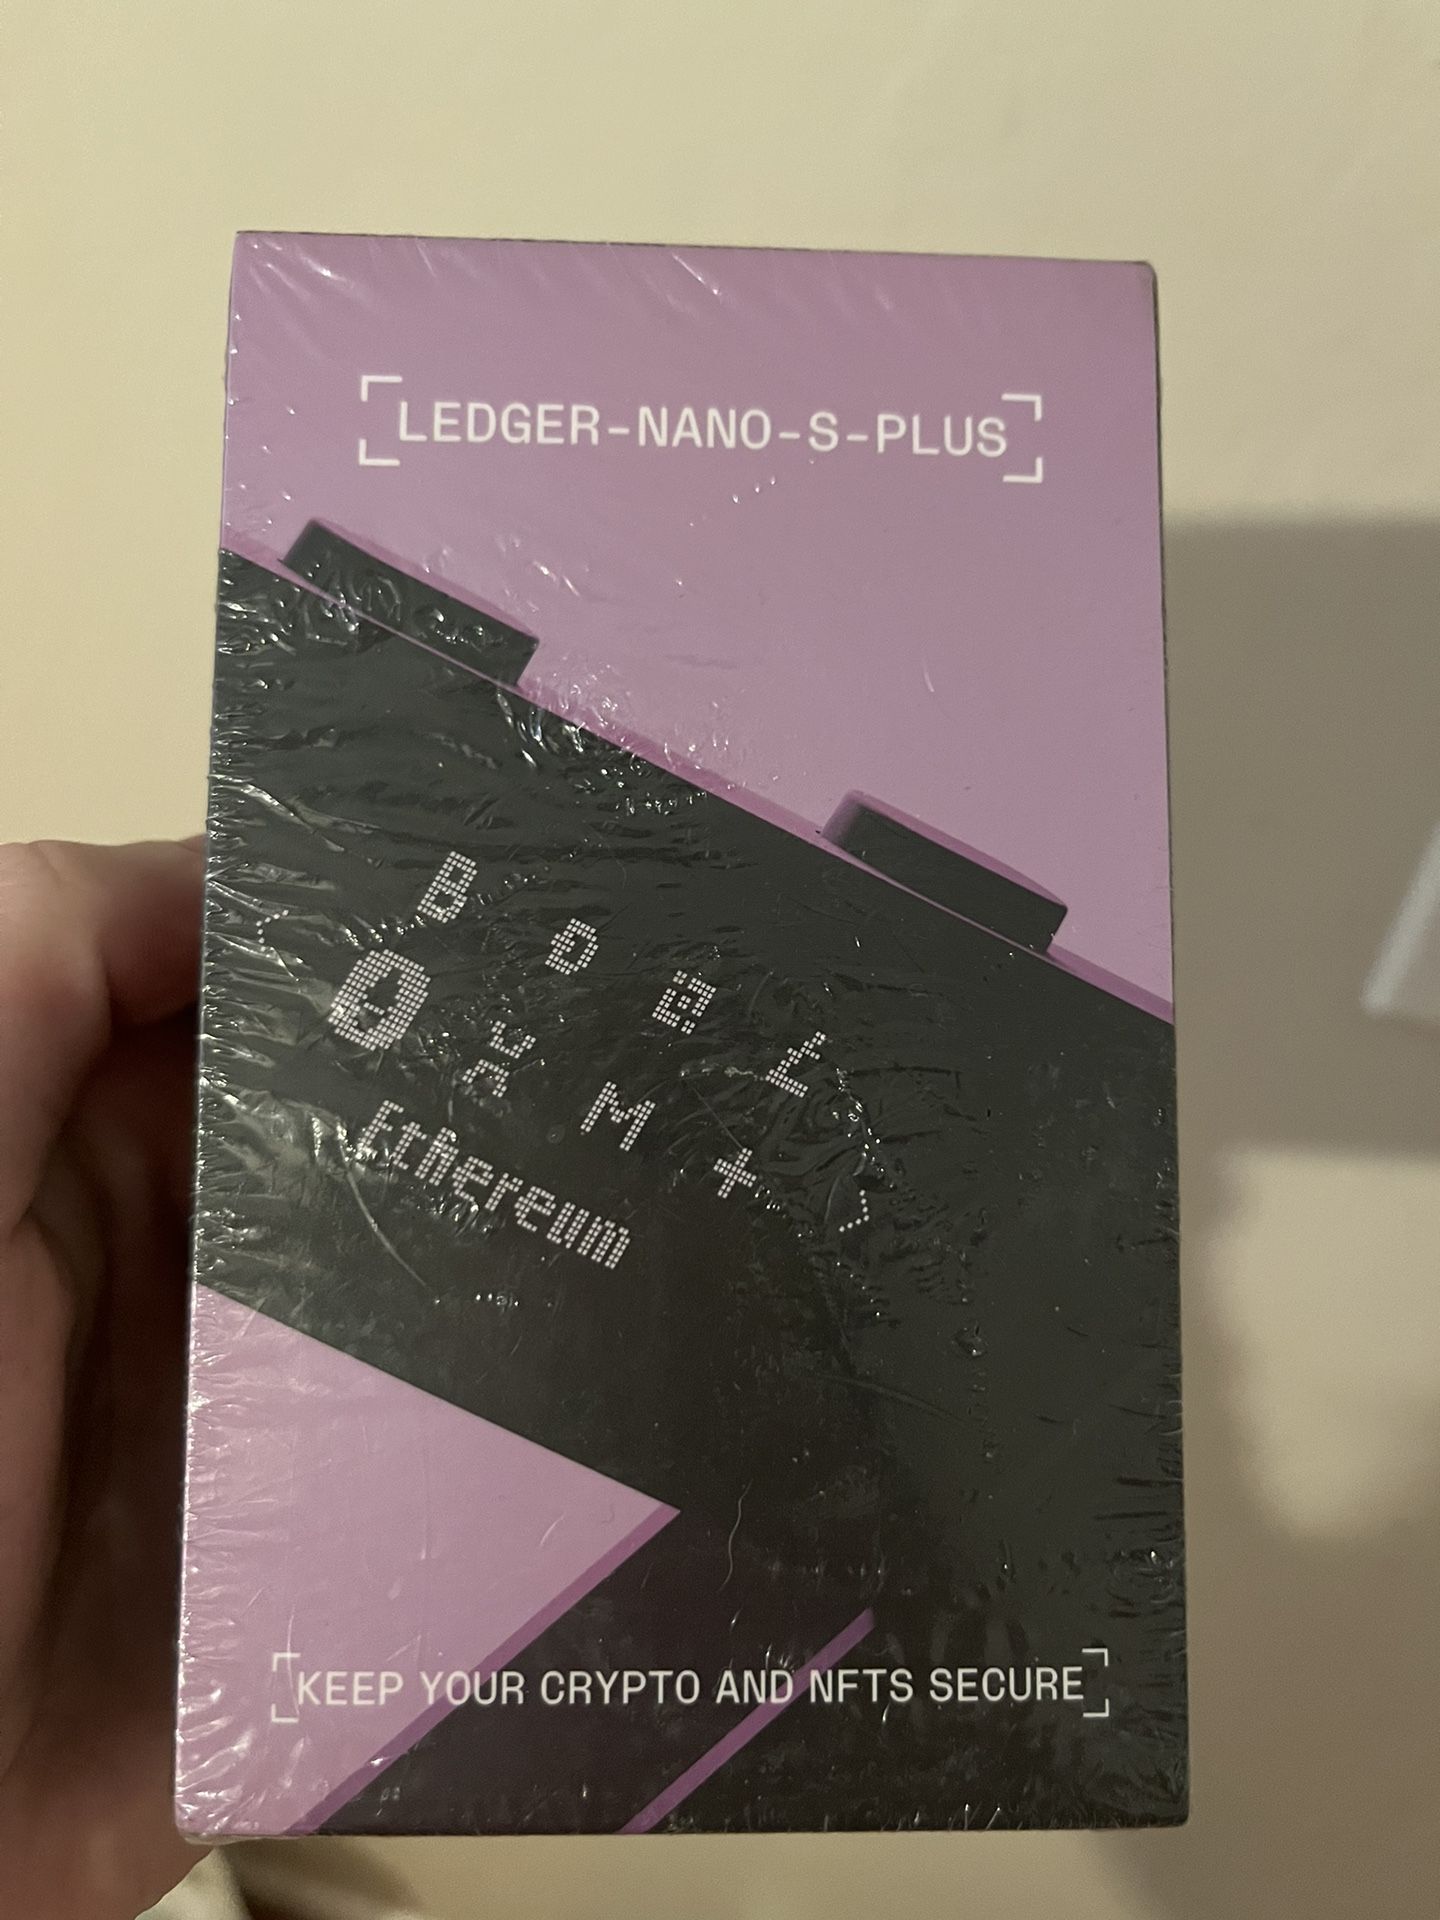 LEDGER-NANO-S-PLUS
B Đ
M +
Ethereum
KEEP YOUR CRYPTO AND NFTS SECURE